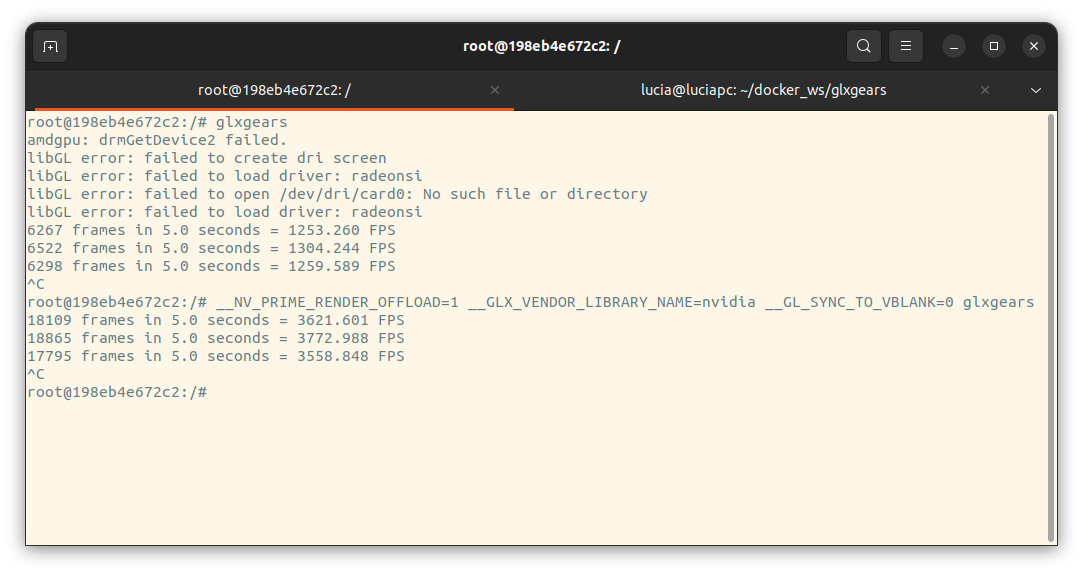 root@198eb4e672c2: /
root@198eb4e672c2: /
lucia@luciapc: ~/docker_ws/glxgears
root@198eb4e672c2:/# glxgears
amdgpu: drmGetDevice2 failed.
libGL error: failed to create dri screen
libGL error: failed to load driver: radeonsi
libGL error: failed to open /dev/dri/card0: No such file or directory
libGL error: failed to load driver: radeonsi
6267 frames in 5.0 seconds = 1253.260 FPS
6522 frames in 5.0 seconds = 1304.244 FPS
6298 frames in 5.0 seconds = 1259.589 FPS
^C
root@198eb4e672c2:/# __NV_PRIME_RENDER_OFFLOAD=1 __GLX_VENDOR_LIBRARY_NAME=nvidia __GL_SYNC_TO_VBLANK=0 glxgears
18109 frames in 5.0 seconds = 3621.601 FPS
18865 frames in 5.0 seconds = 3772.988 FPS
17795 frames in 5.0 seconds = 3558.848 FPS
^C
root@198eb4e672c2:/#